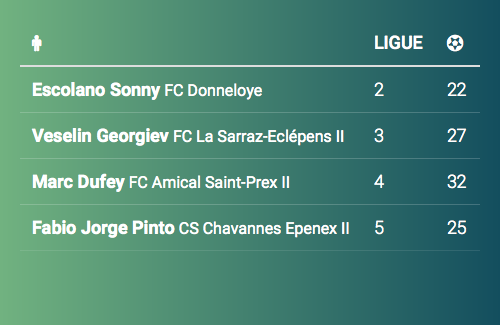 LIGUE
Escolano Sonny FC Donneloye 2 22
Veselin Georgiev FC La Sarraz-Eclépens II 3 27
Marc Dufey FC Amical Saint-Prex II 4 32
Fabio Jorge Pinto CS Chavannes Epenex II 5 25